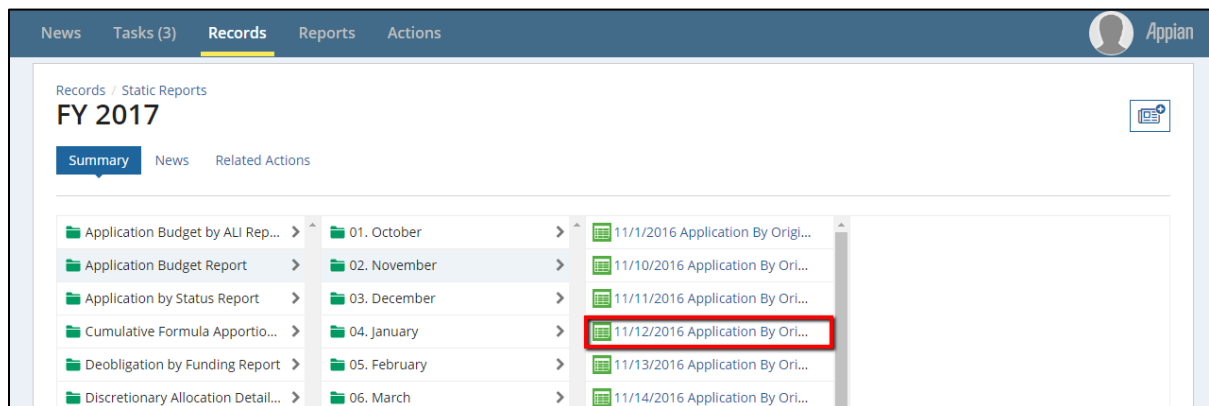 News Tasks (3) Records Reports Actions Appian
Records / Static Reports
FY 2017
Summary News Related Actions
Application Budget by ALI Rep... 01. October 11/1/2016 Application By Origi...
Application Budget Report 02. November 11/10/2016 Application By Ori...
Application by Status Report 03. December 11/11/2016 Application By Ori...
Cumulative Formula Apportio... 04. January 11/12/2016 Application By Ori...
Deobligation by Funding Report 05. February 11/13/2016 Application By Ori...
Discretionary Allocation Detail... 06. March 11/14/2016 Application By Ori...